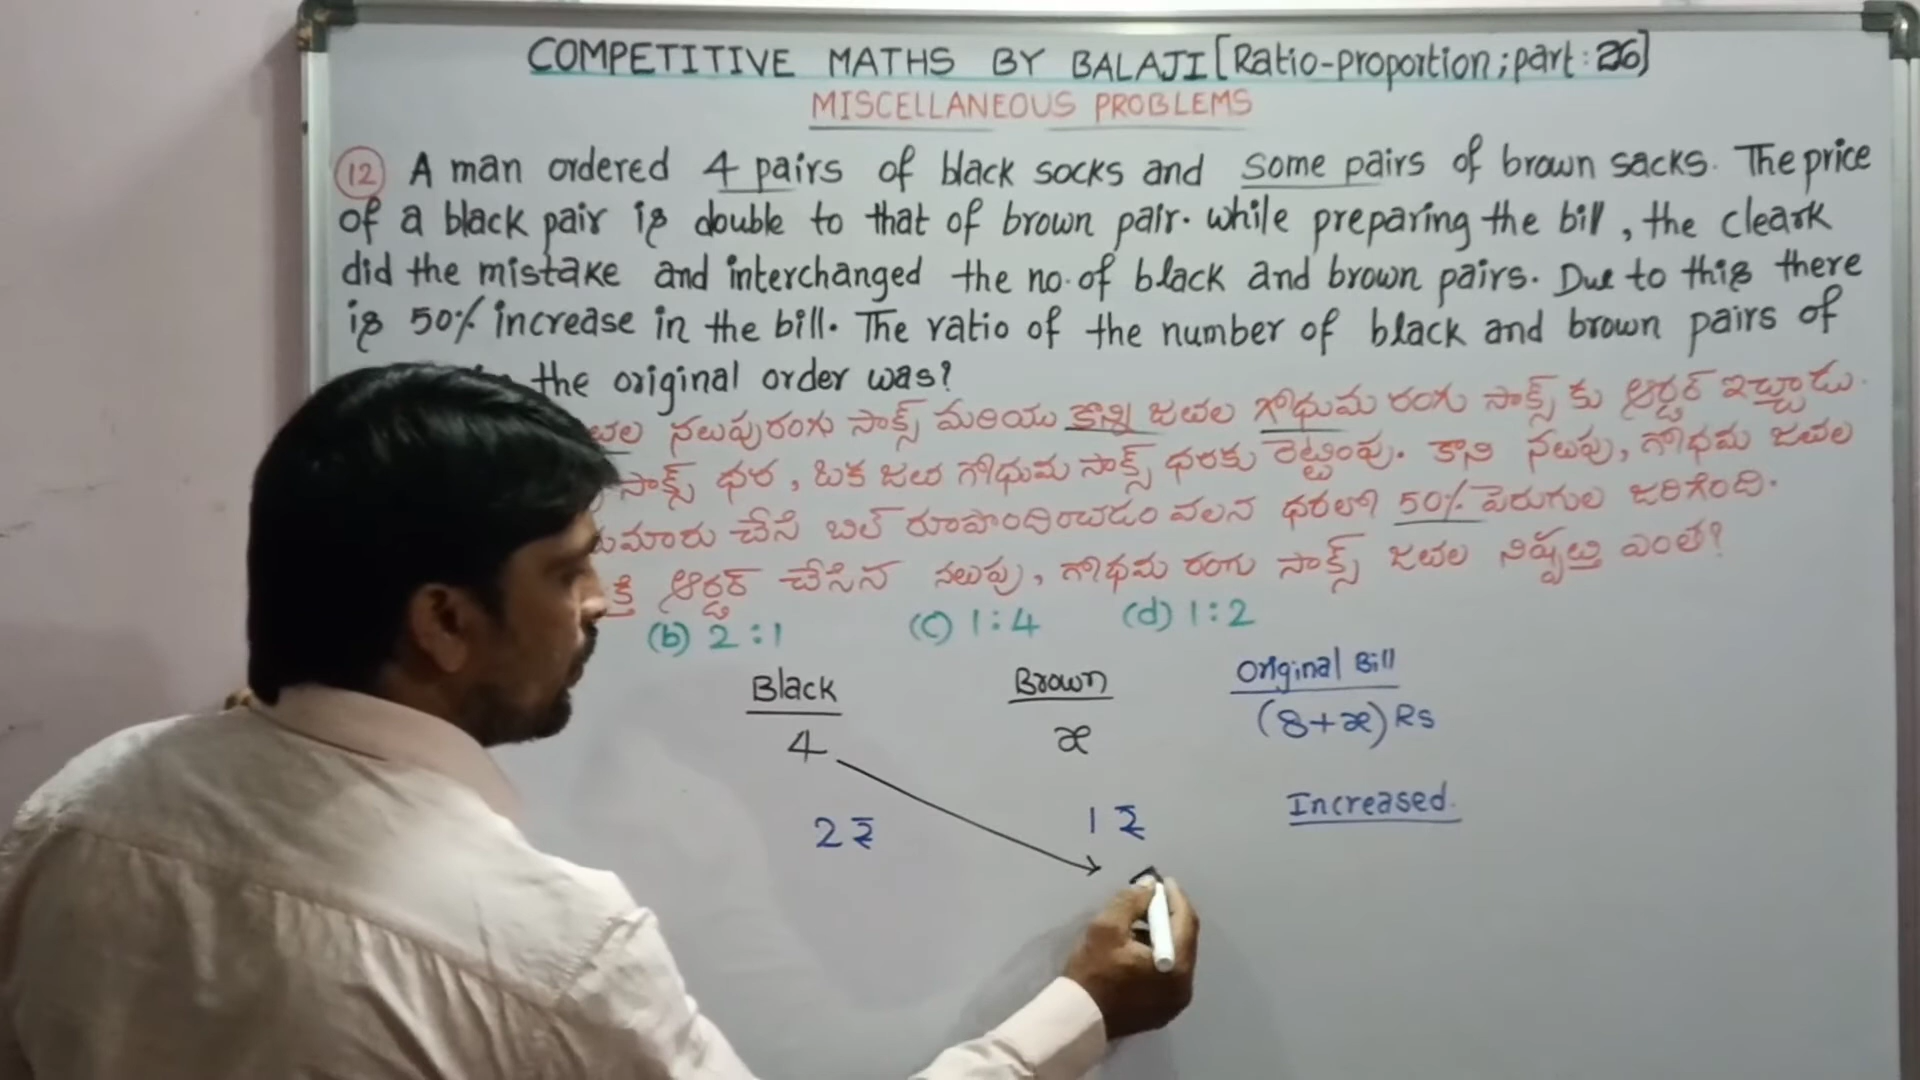 COMPETITIVE MATHS BY BALAJI [Ratio-proportion; part: 26]
MISCELLANEOUS PROBLEMS
12 A man ordered 4 pairs of black socks and some pairs of brown sacks. The price
of a black pair is double to that of brown pair. while preparing the bill, the cleark
did the mistake and interchanged the no. of black and brown pairs. Due to this there
is 50% increase in the bill. The ratio of the number of black and brown pairs of
the original order was?
నలుపురంగు సాక్స్ మరియు కొన్ని జతల గోధుమ రంగు సాక్స్ కు ఆర్డర్ ఇచ్చాడు.
సాక్స్ ధర, ఒక జత గోధుమ సాక్స్ ధరకు రెట్టింపు. కాని నలుపు, గోధమ జతల
చేసి బిల్ రూపొందించడం వలన ధరలో 50% పెరుగుల జరిగింది.
ఆర్డర్ చేసిన నలుపు, గోధమ రంగు సాక్స్ జతల నిష్పత్తి ఎంత?
(b) 2:1 (c) 1:4 (d) 1:2
Black Brown Original Bill
4 x (8+x) Rs
2 ₹ 1 ₹ Increased.